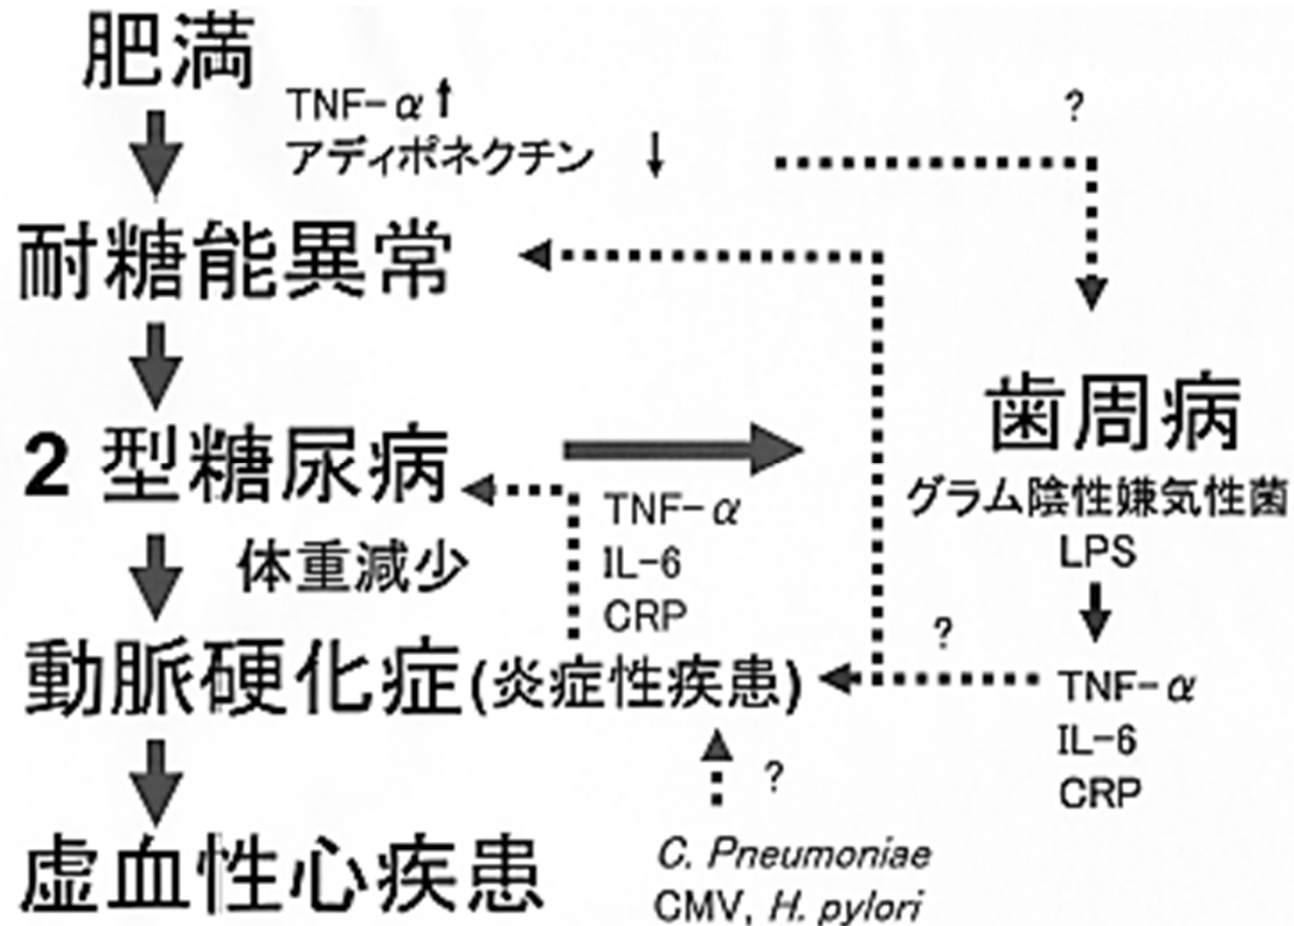 肥満
TNF-α↑
アディポネクチン ↓
?
耐糖能異常
2 型糖尿病
歯周病
グラム陰性嫌気性菌
LPS
体重減少
TNF-α
IL-6
CRP
?
動脈硬化症(炎症性疾患)
TNF-α
IL-6
CRP
?
虚血性心疾患
C. Pneumoniae
CMV, H. pylori